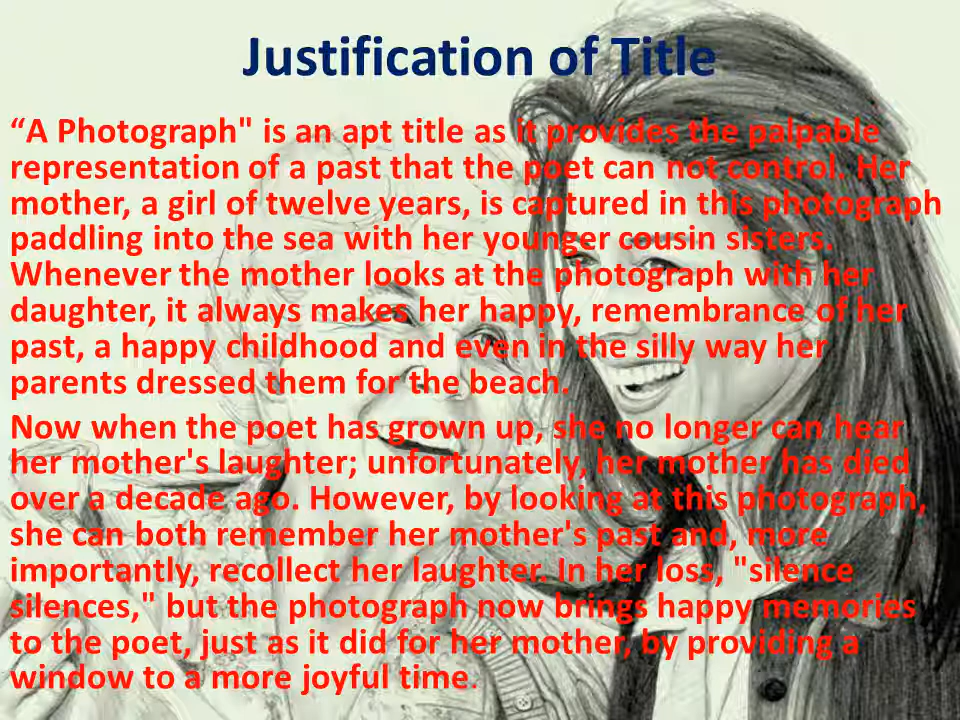 Justification of Title
“A Photograph" is an apt title as it provides the palpable
representation of a past that the poet can not control. Her
mother, a girl of twelve years, is captured in this photograph
paddling into the sea with her younger cousin sisters.
Whenever the mother looks at the photograph with her
daughter, it always makes her happy, remembrance of her
past, a happy childhood and even in the silly way her
parents dressed them for the beach.
Now when the poet has grown up, she no longer can hear
her mother's laughter; unfortunately, her mother has died
over a decade ago. However, by looking at this photograph,
she can both remember her mother's past and, more
importantly, recollect her laughter. In her loss, "silence
silences," but the photograph now brings happy memories
to the poet, just as it did for her mother, by providing a
window to a more joyful time.